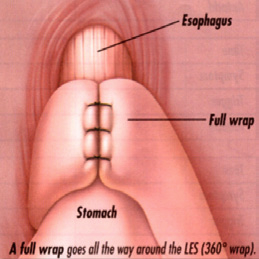 Esophagus
Full wrap
Stomach
A full wrap goes all the way around the LES (360° wrap).